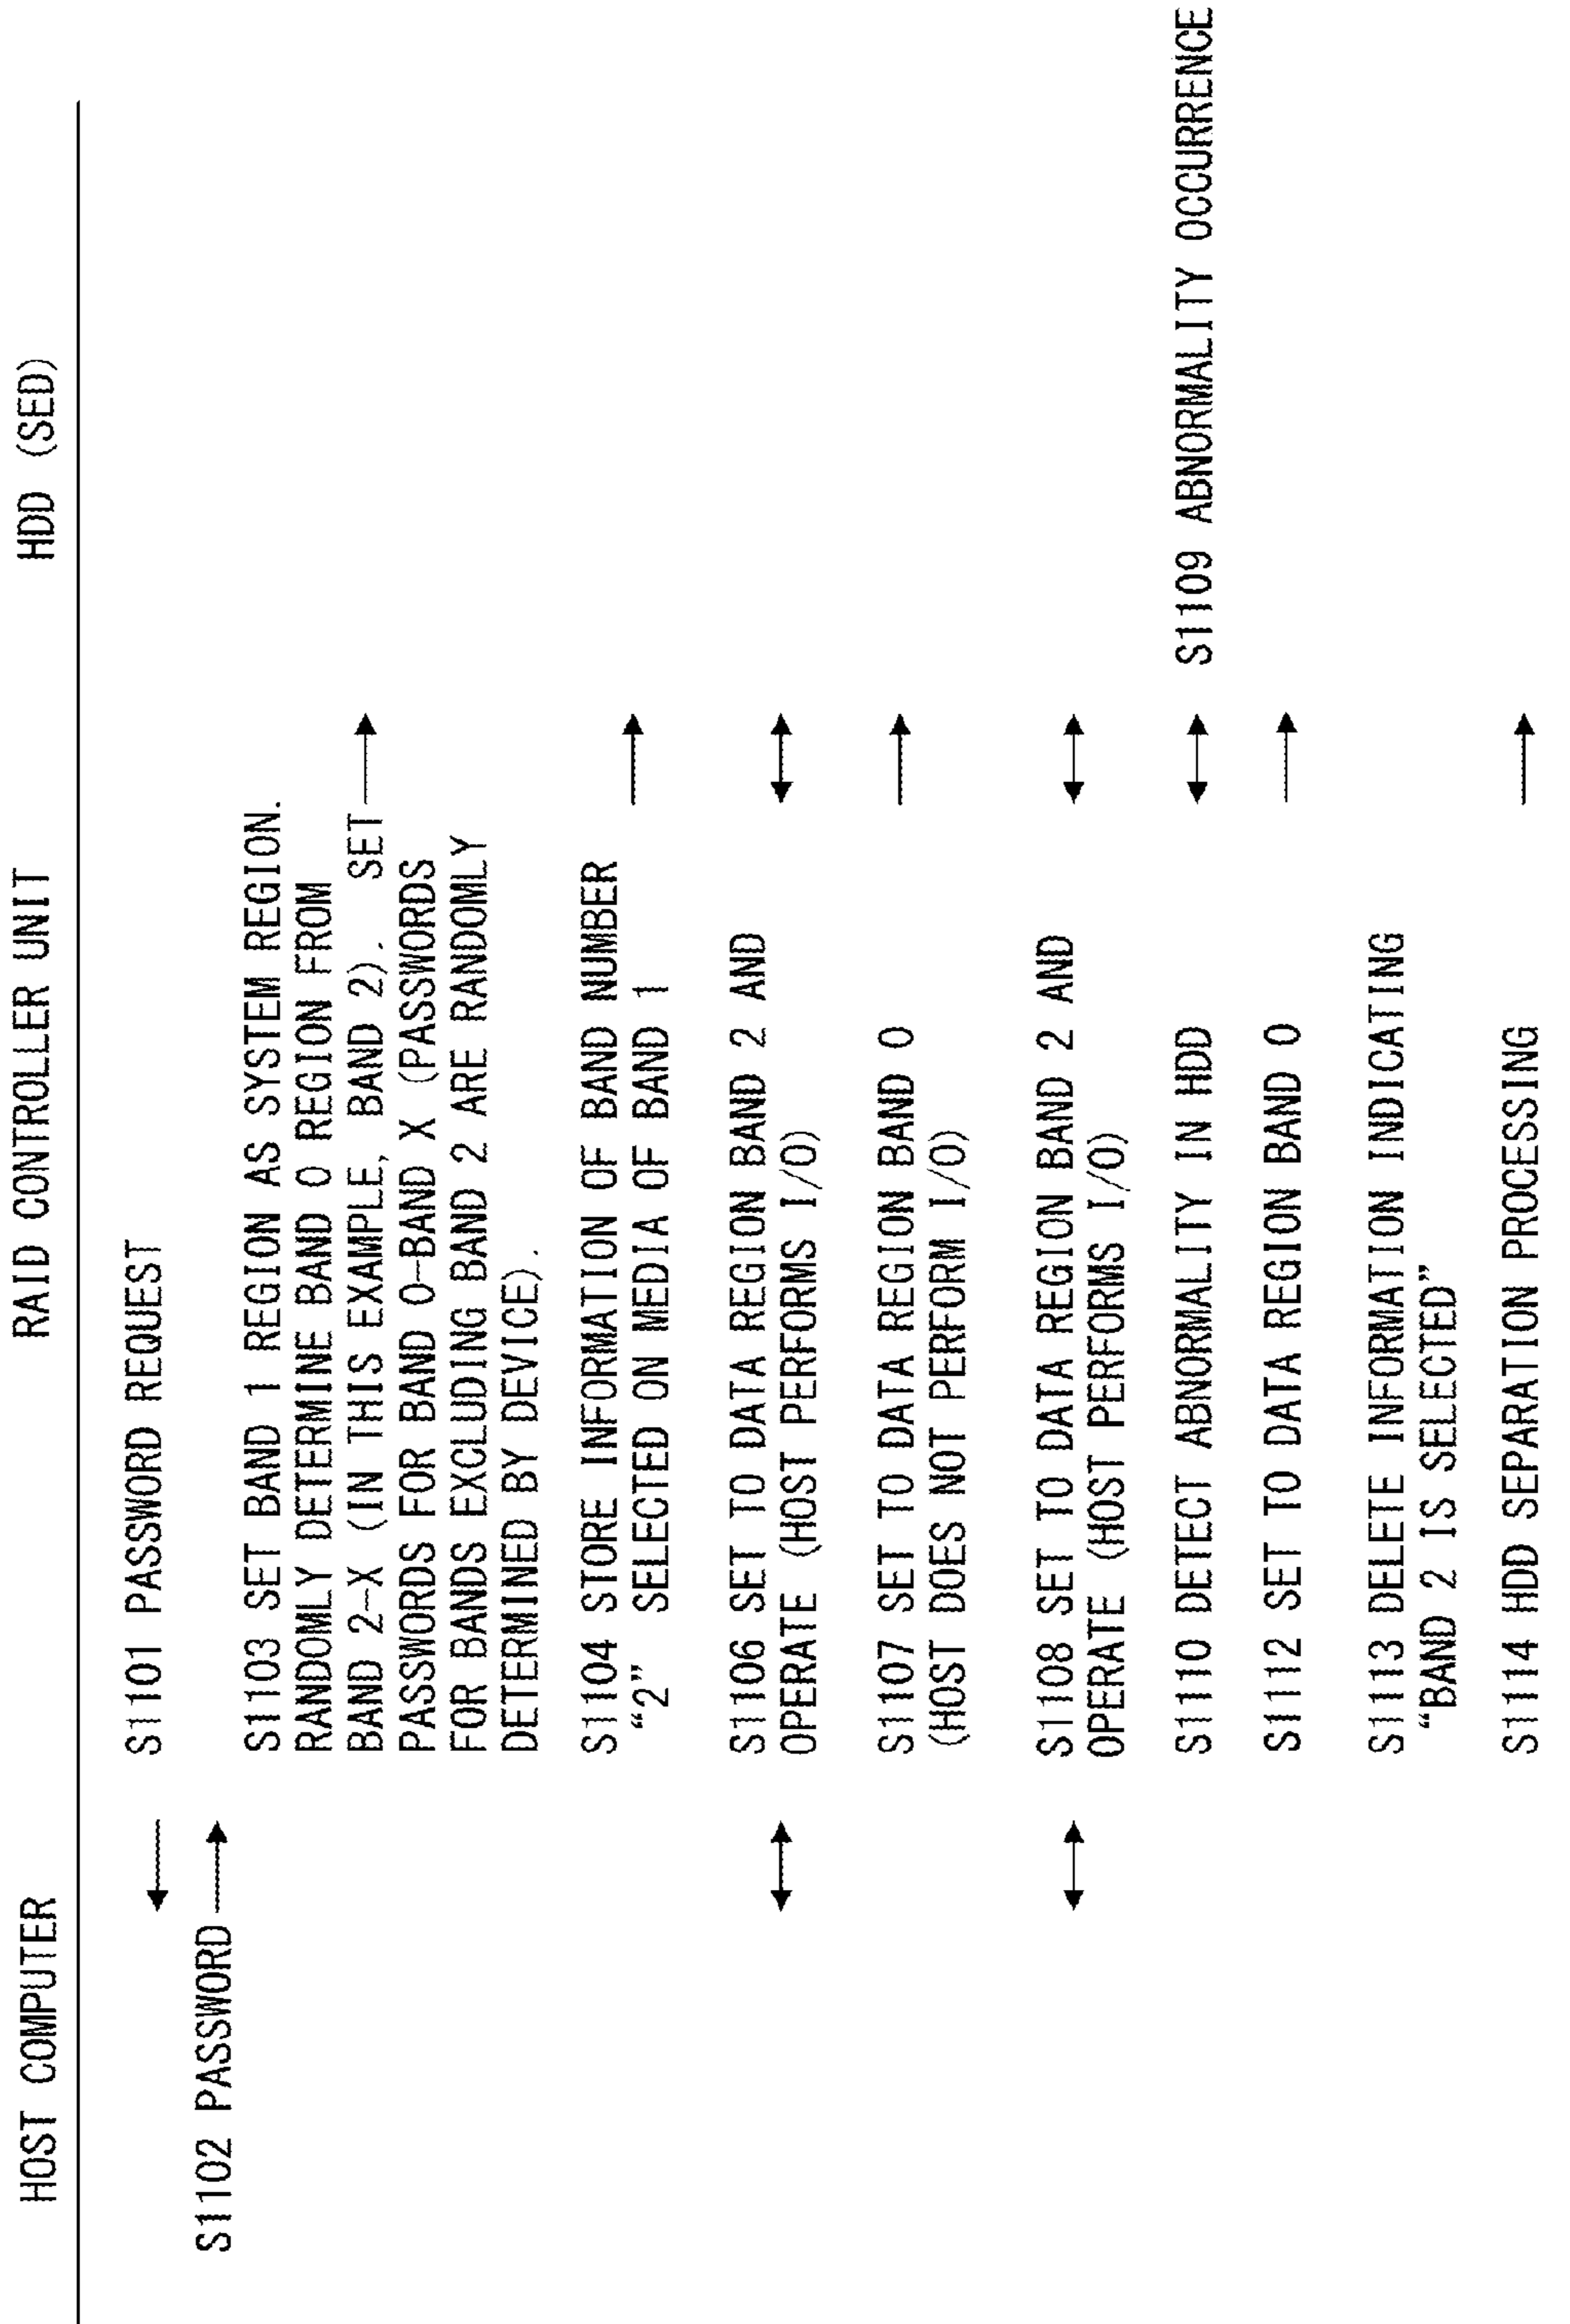 HOST COMPUTER
RAID CONTROLLER UNIT
HDD (SED)
S1101 PASSWORD REQUEST
S1102 PASSWORD
S1103 SET BAND 1 REGION AS SYSTEM REGION.
RANDOMLY DETERMINE BAND 0 REGION FROM
BAND 2-X (IN THIS EXAMPLE, BAND 2). SET
PASSWORDS FOR BAND 0-BAND X (PASSWORDS
FOR BANDS EXCLUDING BAND 2 ARE RANDOMLY
DETERMINED BY DEVICE).
S1104 STORE INFORMATION OF BAND NUMBER
“2” SELECTED ON MEDIA OF BAND 1
S1106 SET TO DATA REGION BAND 2 AND
OPERATE (HOST PERFORMS I/O)
S1107 SET TO DATA REGION BAND 0
(HOST DOES NOT PERFORM I/O)
S1108 SET TO DATA REGION BAND 2 AND
OPERATE (HOST PERFORMS I/O)
S1109 ABNORMALITY OCCURRENCE
S1110 DETECT ABNORMALITY IN HDD
S1112 SET TO DATA REGION BAND 0
S1113 DELETE INFORMATION INDICATING
“BAND 2 IS SELECTED”
S1114 HDD SEPARATION PROCESSING